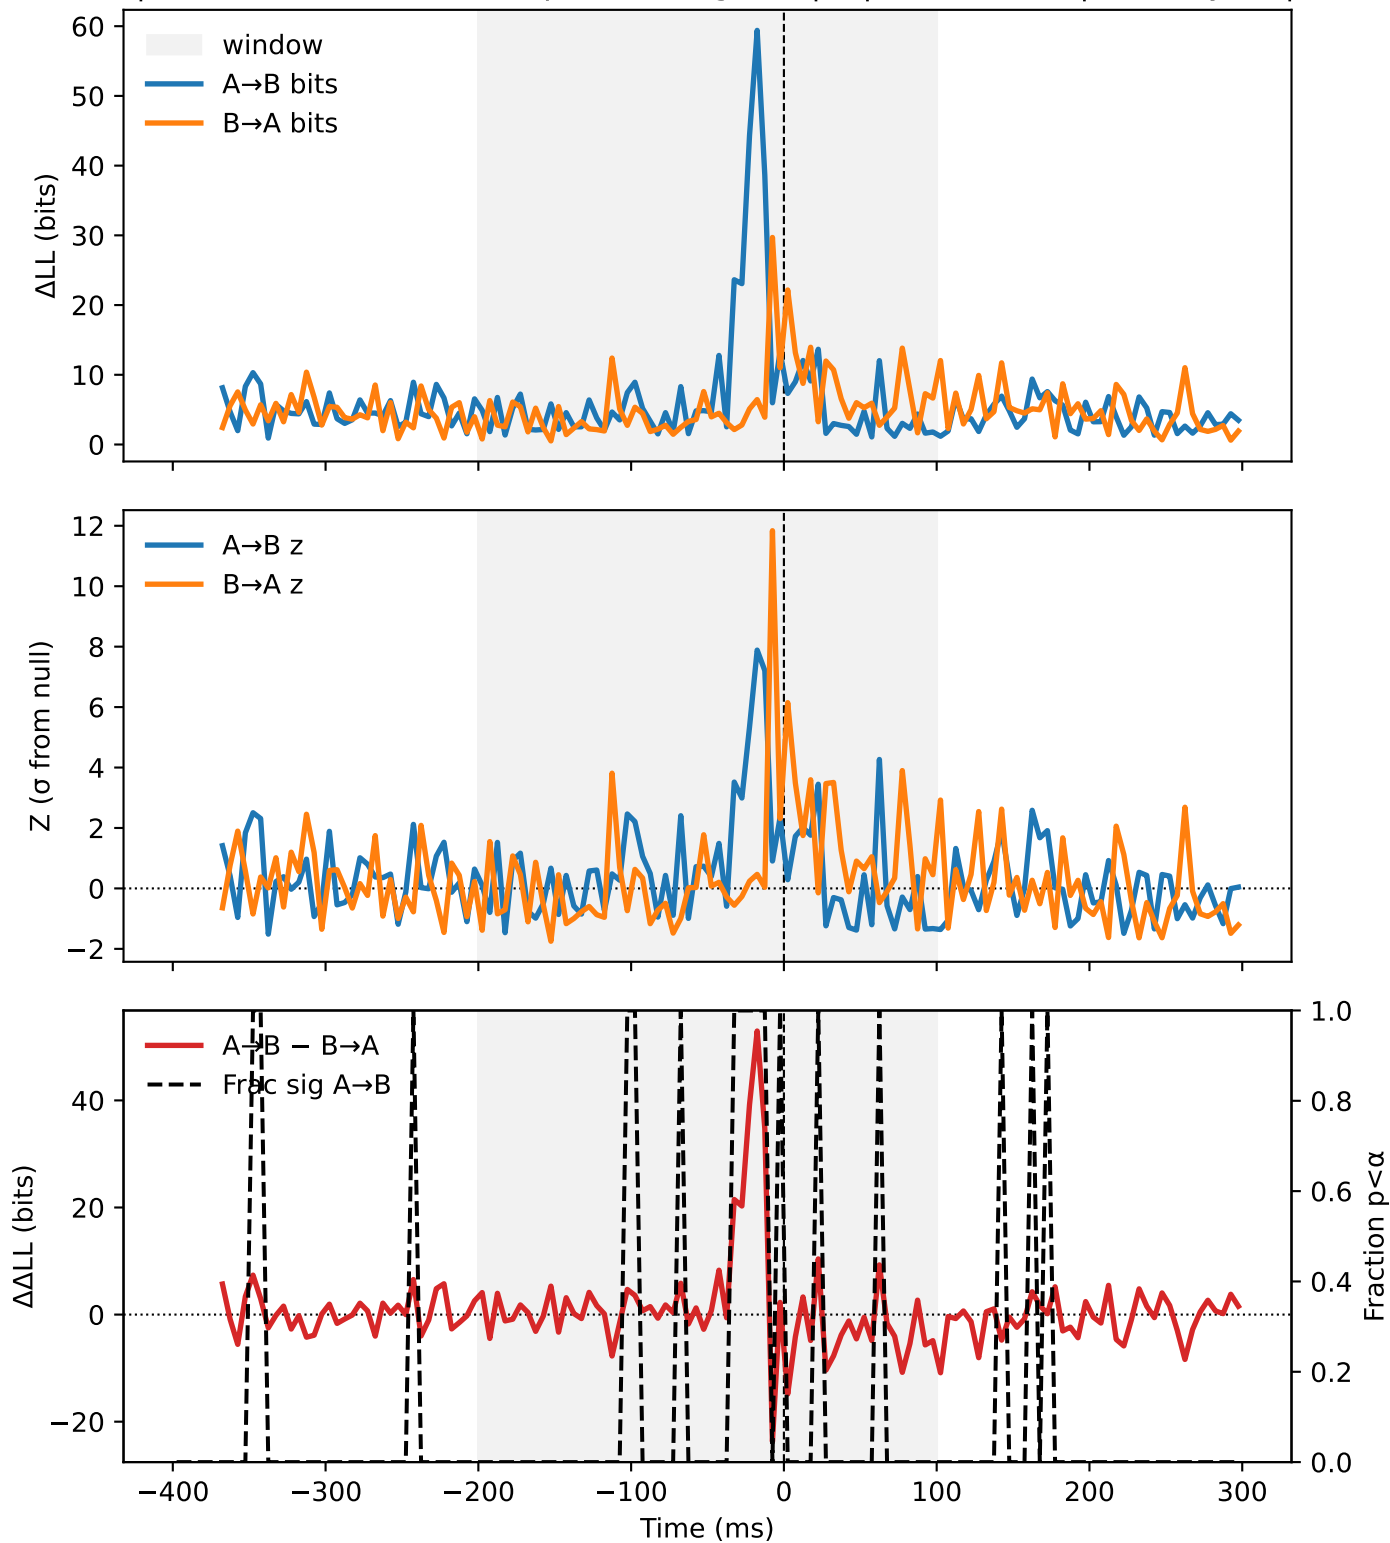 60
50
40
30
20
10
0
ΔLL (bits)
window
A→B bits
B→A bits
12
10
8
6
4
2
0
−2
Z (σ from null)
A→B z
B→A z
40
20
0
−20
ΔΔLL (bits)
A→B − B→A
Frac sig A→B
1.0
0.8
0.6
0.4
0.2
0.0
Fraction p<α
−400 −300 −200 −100 0 100 200 300
Time (ms)